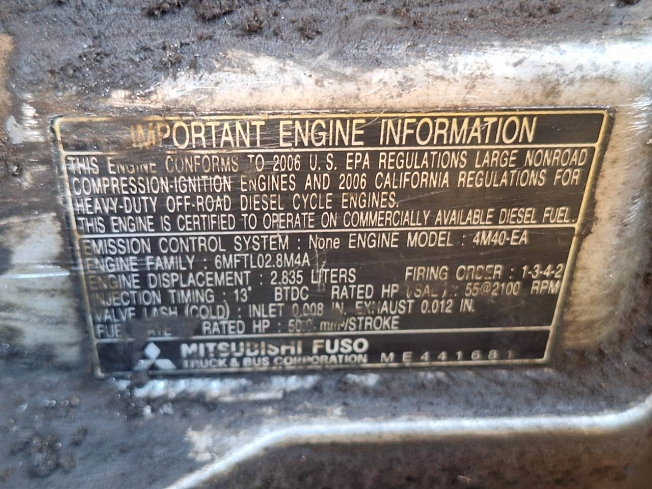 IMPORTANT ENGINE INFORMATION
THIS ENGINE CONFORMS TO 2006 U.S. EPA REGULATIONS LARGE NONROAD
COMPRESSION-IGNITION ENGINES AND 2006 CALIFORNIA REGULATIONS FOR
HEAVY-DUTY OFF-ROAD DIESEL CYCLE ENGINES.
THIS ENGINE IS CERTIFIED TO OPERATE ON COMMERCIALLY AVAILABLE DIESEL FUEL.
EMISSION CONTROL SYSTEM : None ENGINE MODEL : 4M40-EA
ENGINE FAMILY : 6MFTL02.8M4A
ENGINE DISPLACEMENT : 2.835 LITERS FIRING ORDER : 1-3-4-2
INJECTION TIMING : 13° BTDC RATED HP (SAE) : 55@2100 RPM
VALVE LASH (COLD) : INLET 0.008 IN. EXHAUST 0.012 IN.
FUEL RATED HP : mm³/STROKE
MITSUBISHI FUSO
TRUCK & BUS CORPORATION ME441681